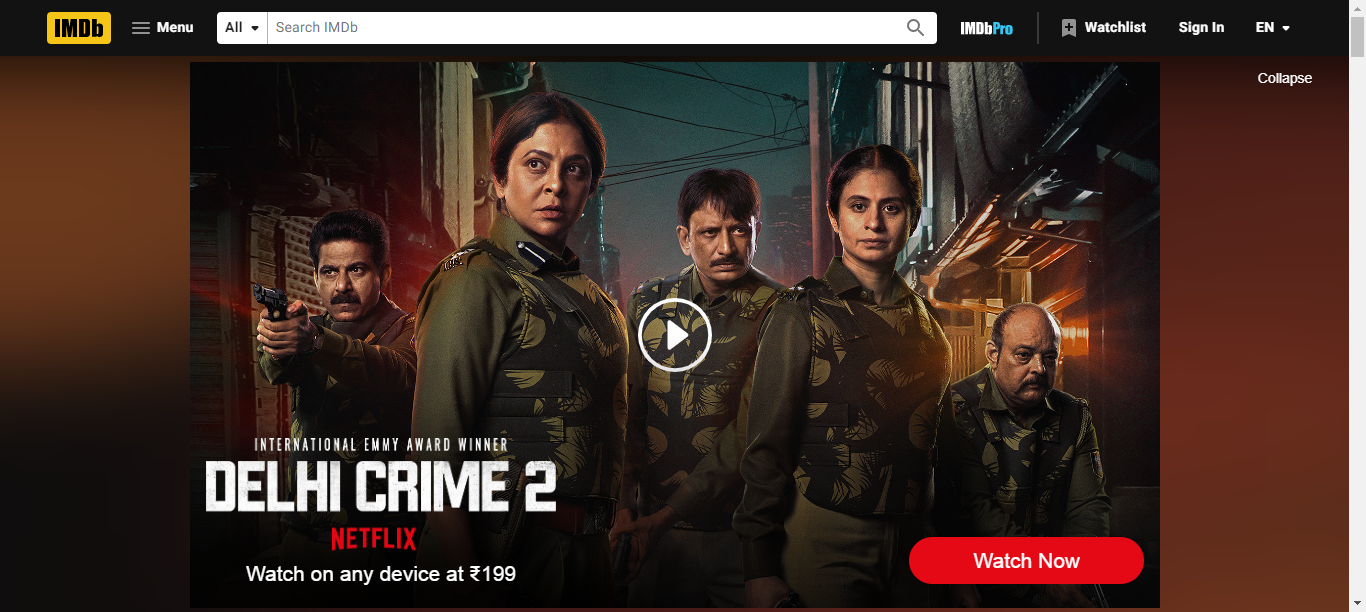 IMDb Menu All Search IMDb IMDbPro Watchlist Sign In EN
Collapse
INTERNATIONAL EMMY AWARD WINNER
DELHI CRIME 2
NETFLIX
Watch on any device at ₹199
Watch Now